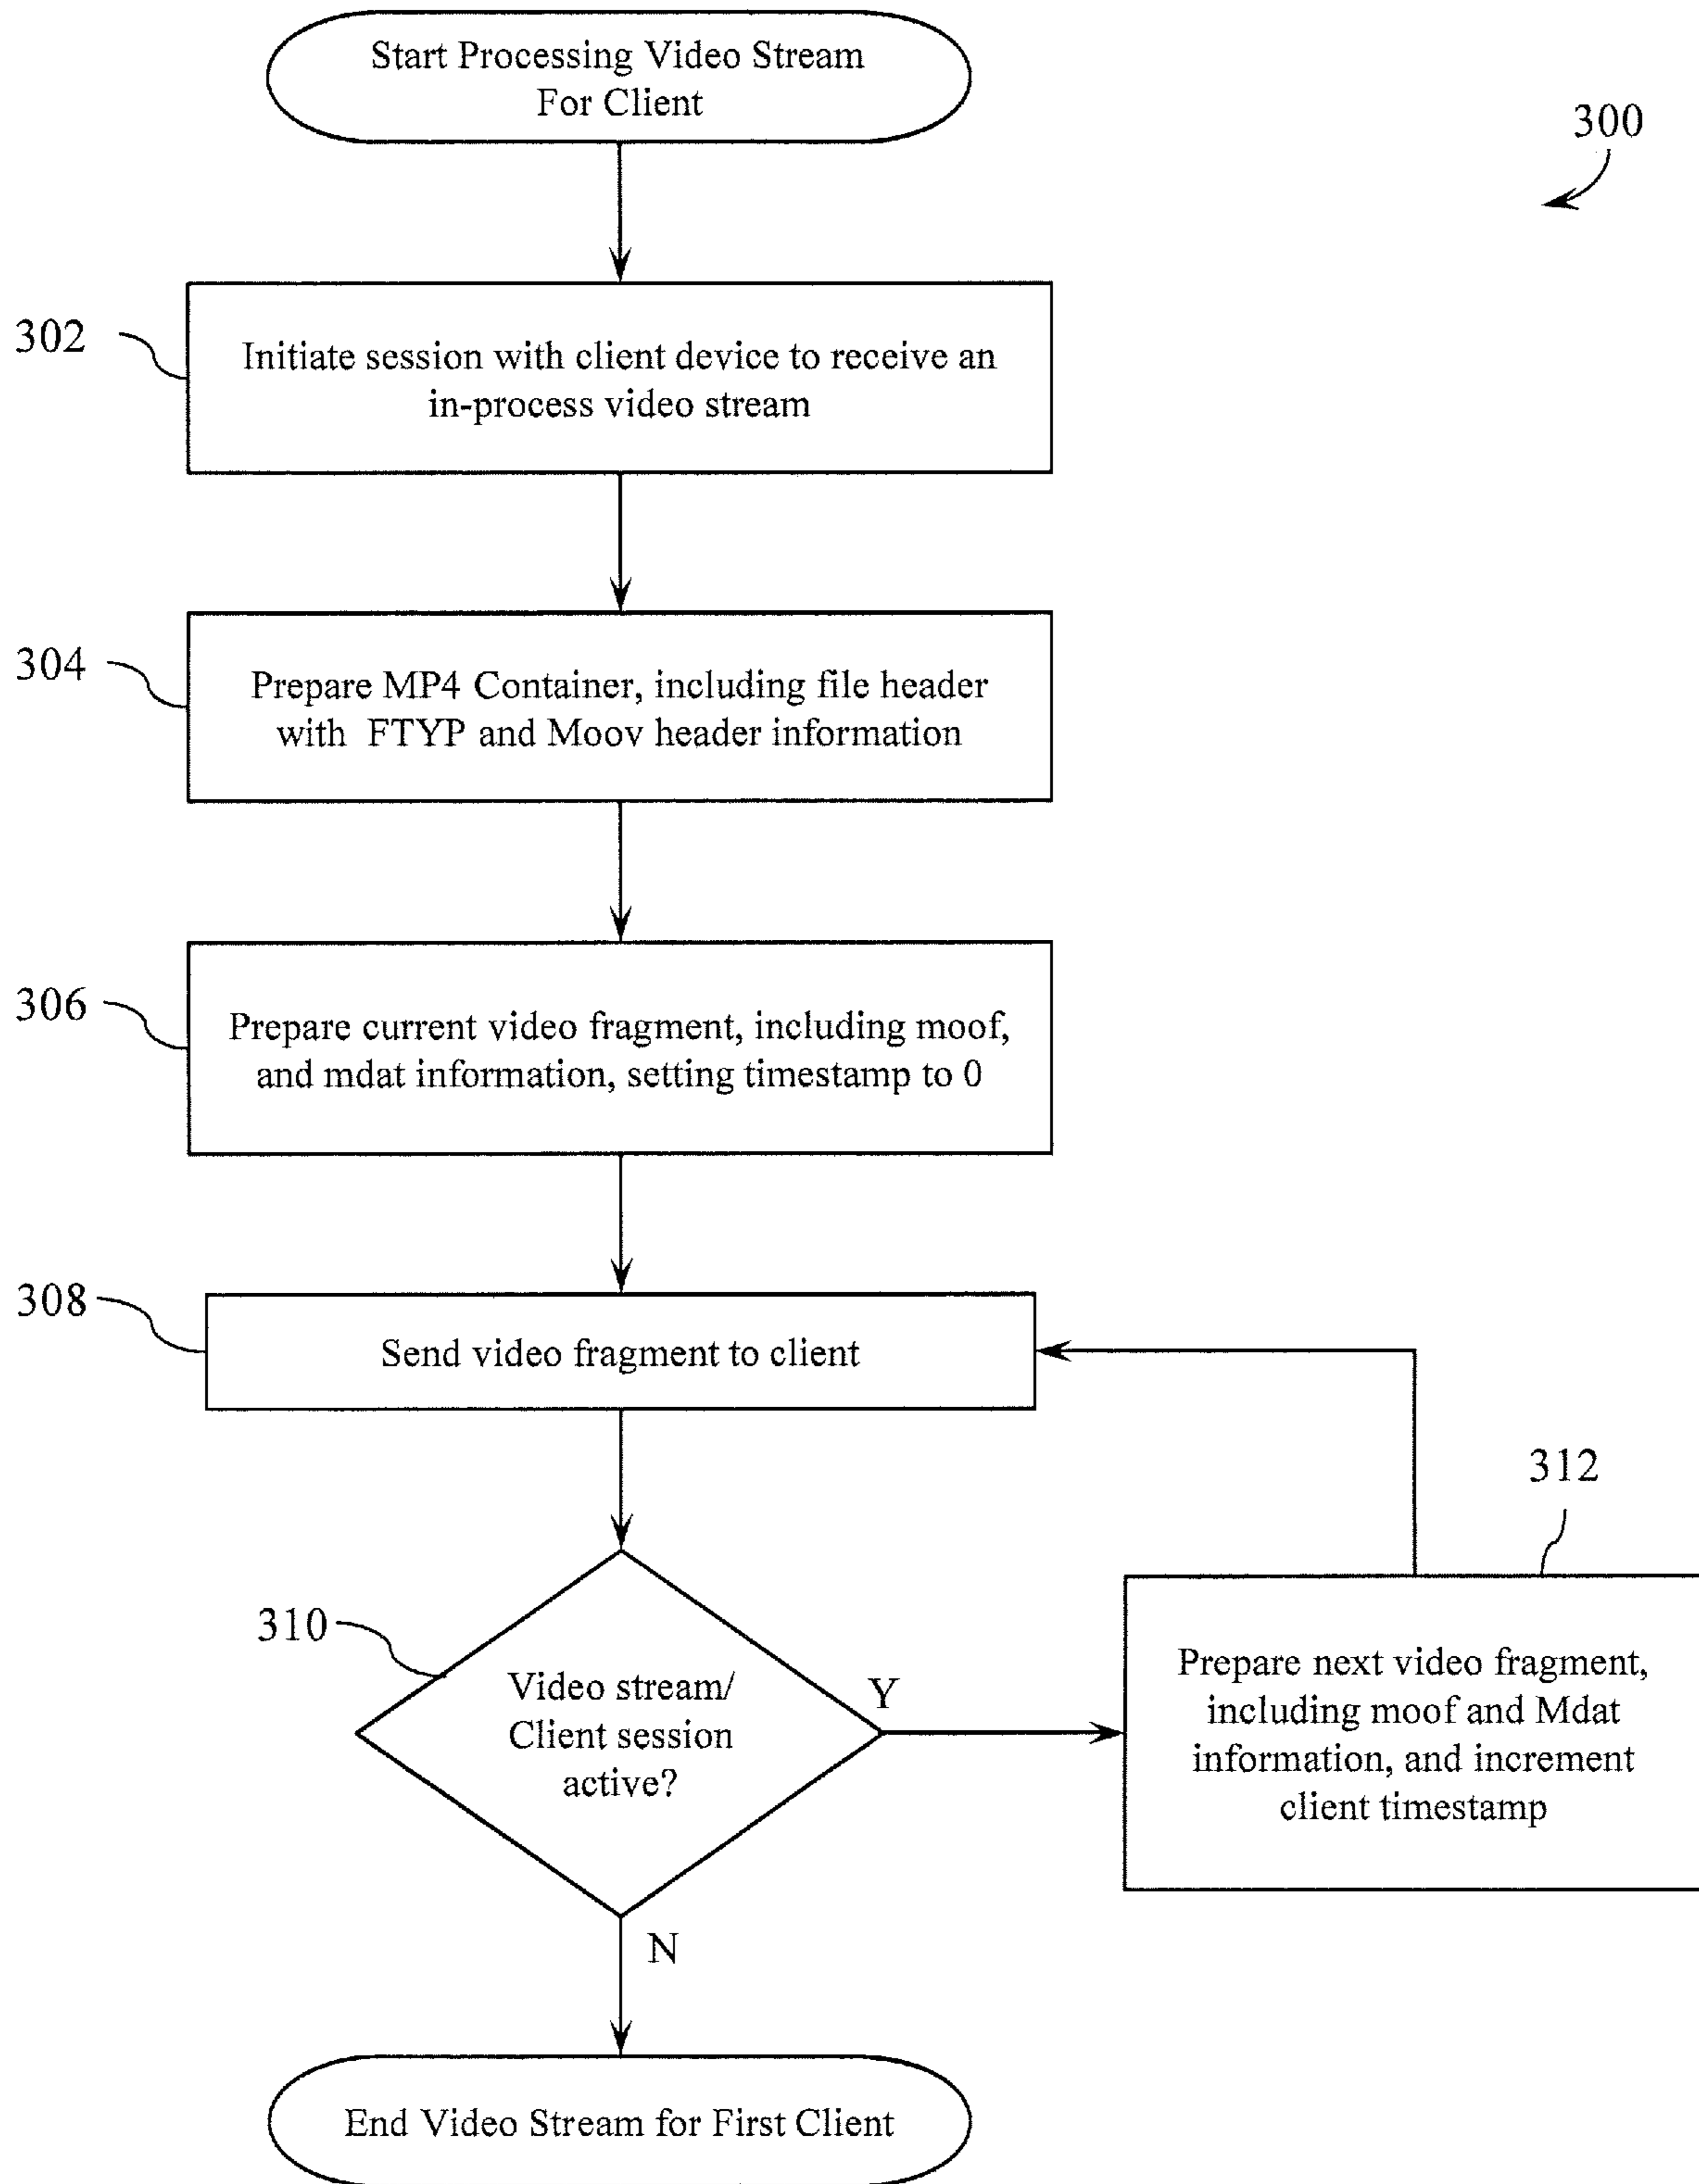 Start Processing Video Stream
For Client
300
302
Initiate session with client device to receive an
in-process video stream
304
Prepare MP4 Container, including file header
with FTYP and Moov header information
306
Prepare current video fragment, including moof,
and mdat information, setting timestamp to 0
308
Send video fragment to client
312
310
Video stream/
Client session
active?
Y
Prepare next video fragment,
including moof and Mdat
information, and increment
client timestamp
N
End Video Stream for First Client